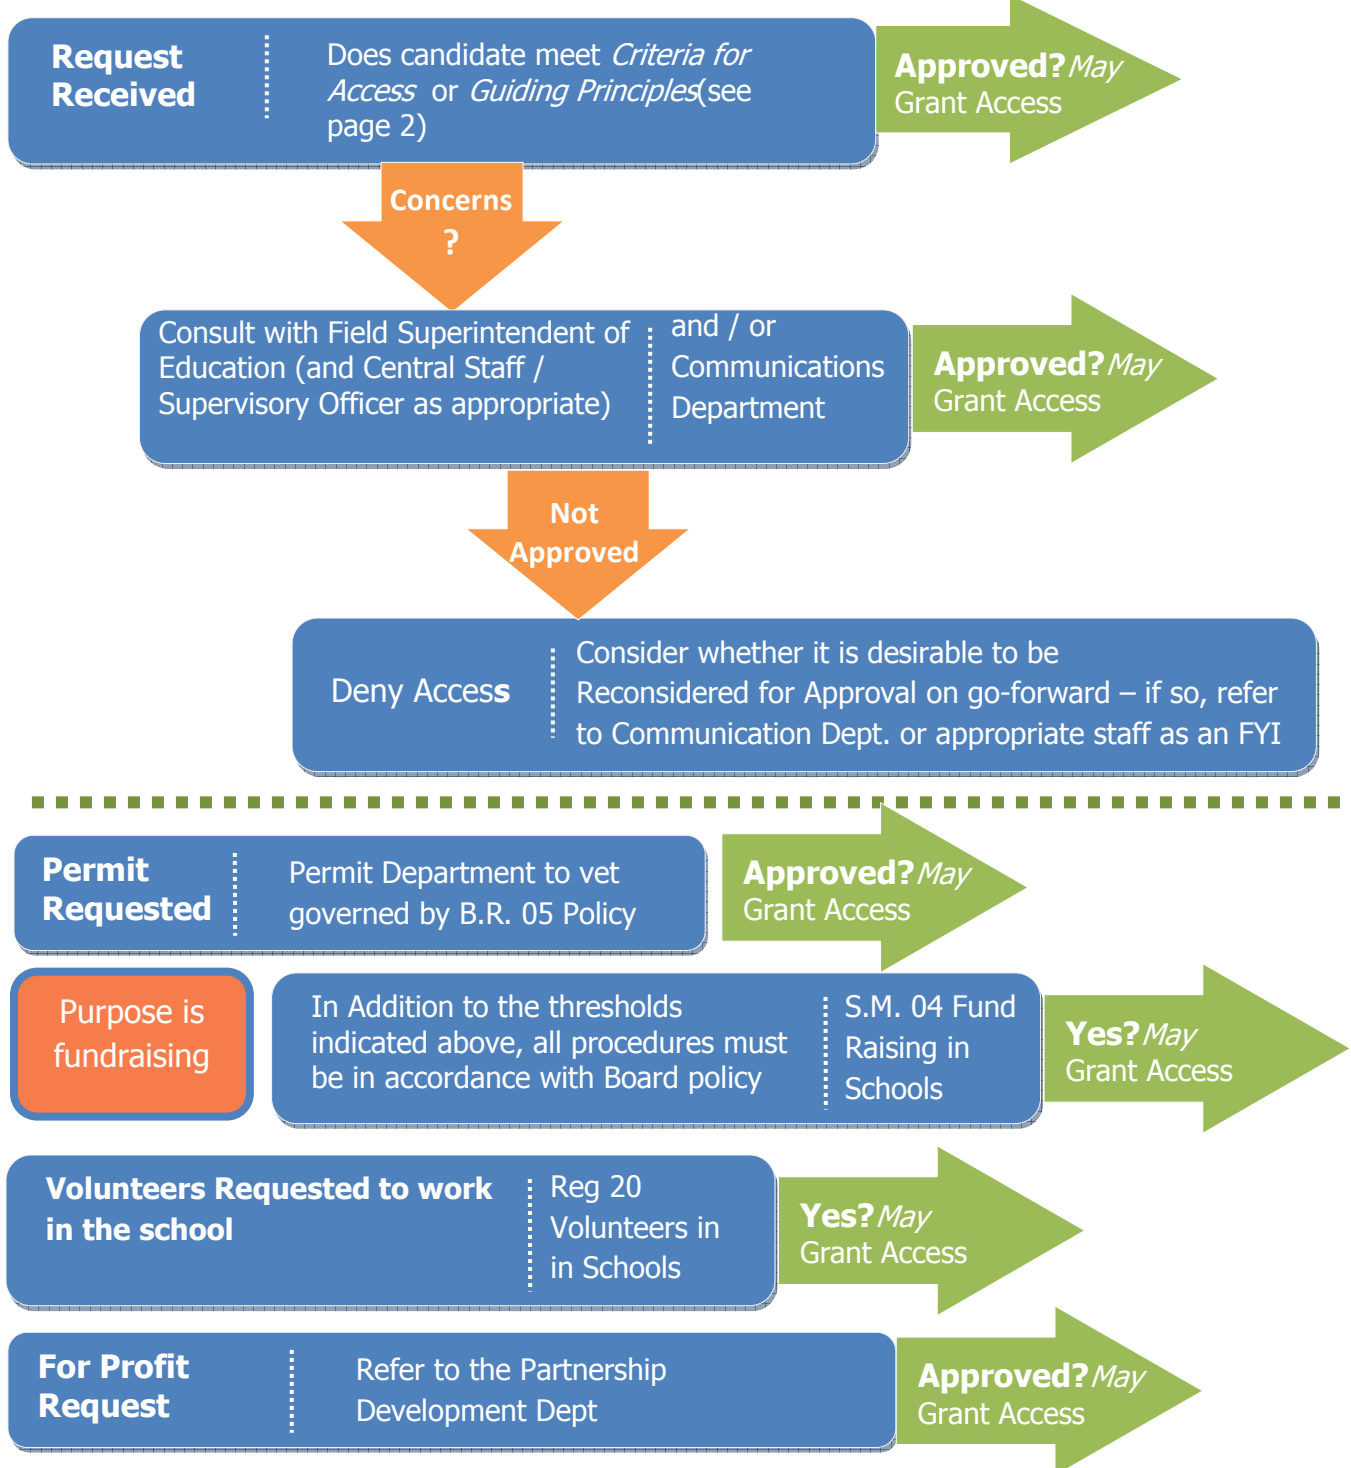 Request
Received
Does candidate meet Criteria for
Access or Guiding Principles(see
page 2)
Approved? May
Grant Access
Concerns
?
Consult with Field Superintendent of
Education (and Central Staff /
Supervisory Officer as appropriate)
and / or
Communications
Department
Approved? May
Grant Access
Not
Approved
Deny Access
Consider whether it is desirable to be
Reconsidered for Approval on go-forward – if so, refer
to Communication Dept. or appropriate staff as an FYI
Permit
Requested
Permit Department to vet
governed by B.R. 05 Policy
Approved? May
Grant Access
Purpose is
fundraising
In Addition to the thresholds
indicated above, all procedures must
be in accordance with Board policy
S.M. 04 Fund
Raising in
Schools
Yes? May
Grant Access
Volunteers Requested to work
in the school
Reg 20
Volunteers in
in Schools
Yes? May
Grant Access
For Profit
Request
Refer to the Partnership
Development Dept
Approved? May
Grant Access